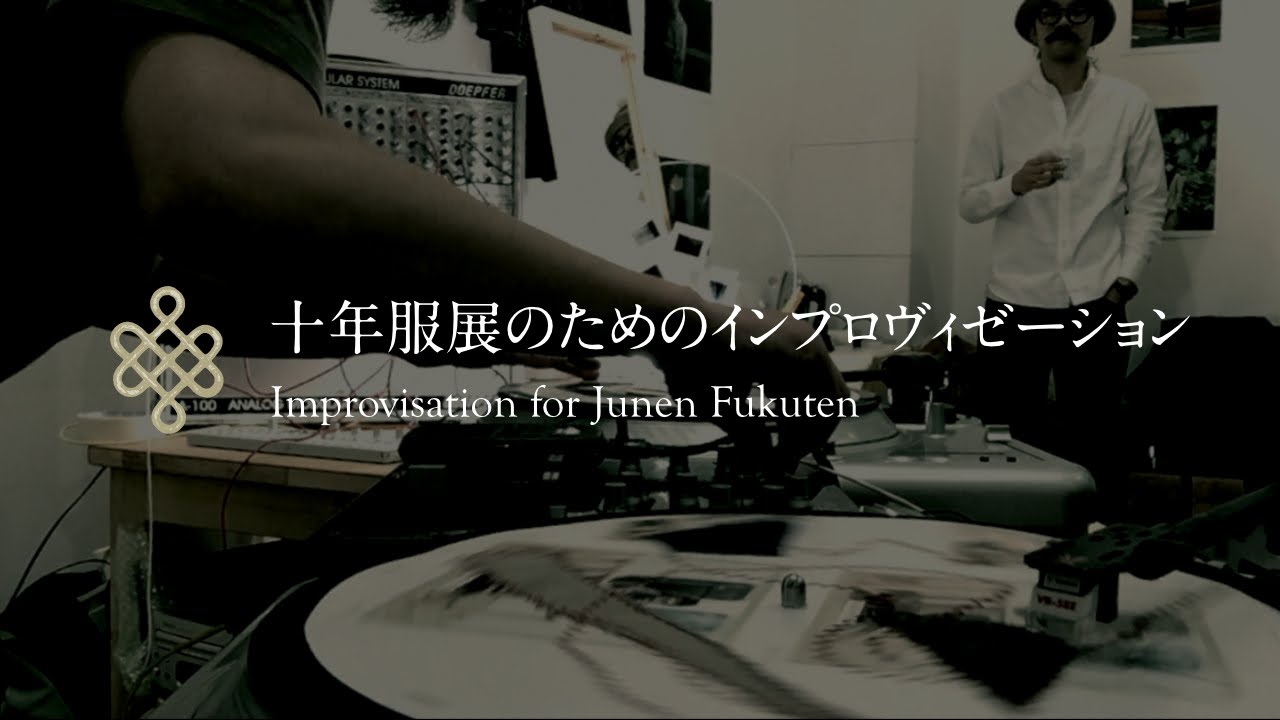 ULAR SYSTEM
DOEPFER
十年服展のためのインプロヴィゼーション
Improvisation for Junen Fukuten
-100 ANALOG